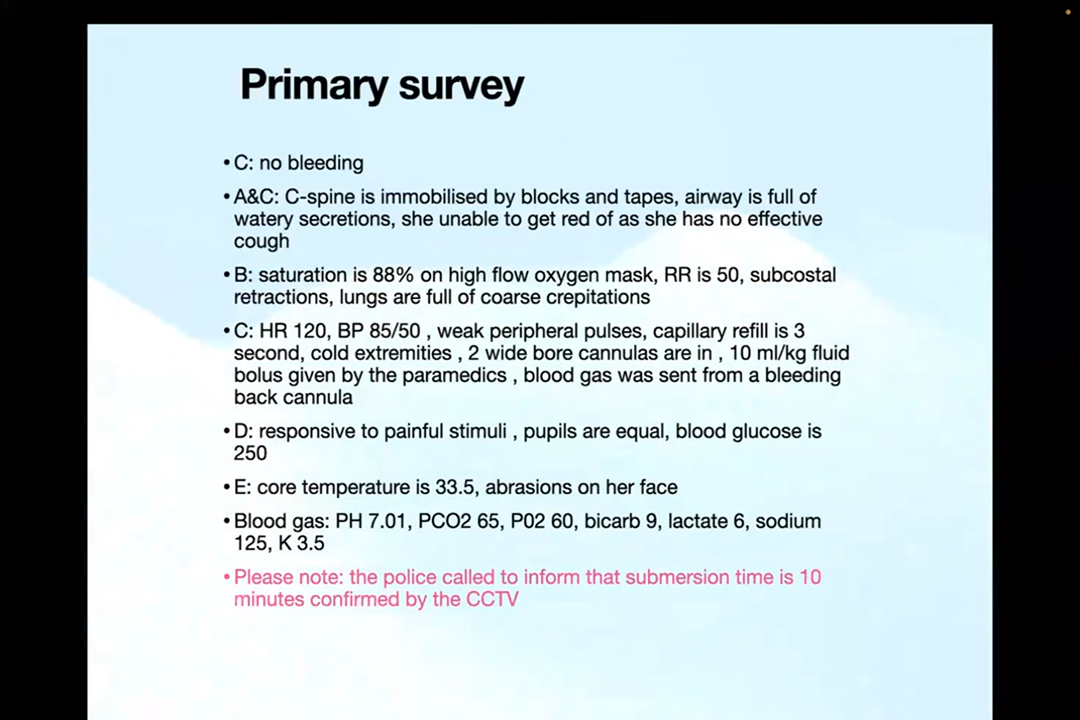 Primary survey
• C: no bleeding
• A&C: C-spine is immobilised by blocks and tapes, airway is full of
watery secretions, she unable to get red of as she has no effective
cough
• B: saturation is 88% on high flow oxygen mask, RR is 50, subcostal
retractions, lungs are full of coarse crepitations
• C: HR 120, BP 85/50 , weak peripheral pulses, capillary refill is 3
second, cold extremities , 2 wide bore cannulas are in , 10 ml/kg fluid
bolus given by the paramedics , blood gas was sent from a bleeding
back cannula
• D: responsive to painful stimuli , pupils are equal, blood glucose is
250
• E: core temperature is 33.5, abrasions on her face
• Blood gas: PH 7.01, PCO2 65, P02 60, bicarb 9, lactate 6, sodium
125, K 3.5
• Please note: the police called to inform that submersion time is 10
minutes confirmed by the CCTV